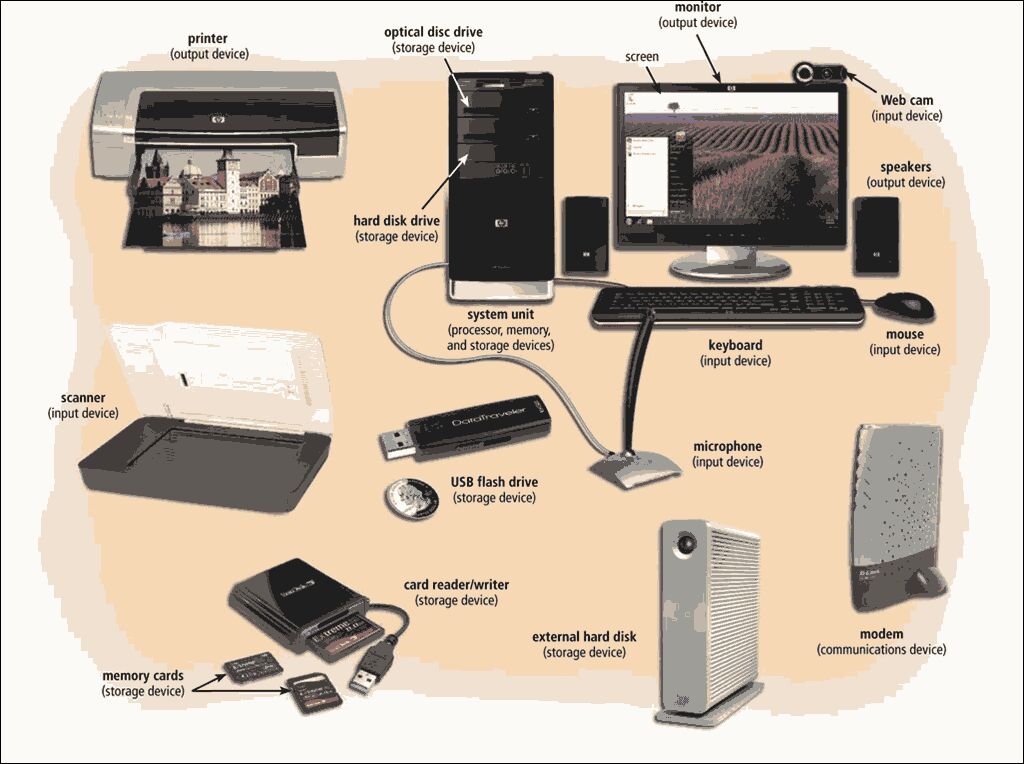 monitor
(output device)
optical disc drive
(storage device)
printer
(output device)
screen
Web cam
(input device)
speakers
(output device)
hard disk drive
(storage device)
system unit
(processor, memory,
and storage devices)
keyboard
(input device)
mouse
(input device)
scanner
(input device)
DataTraveler
USB flash drive
(storage device)
microphone
(input device)
card reader/writer
(storage device)
Extreme
external hard disk
(storage device)
modem
(communications device)
memory cards
(storage device)